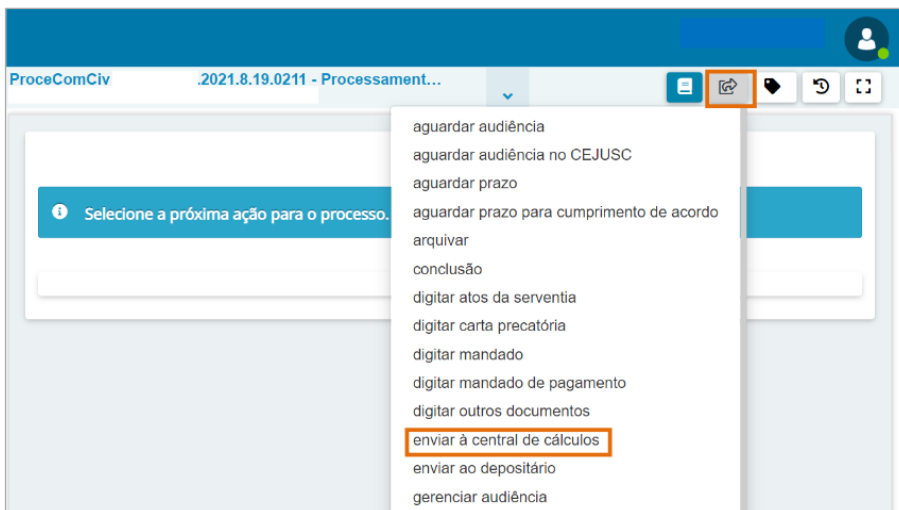 ProceComCiv .2021.8.19.0211 - Processament...
aguardar audiência
aguardar audiência no CEJUSC
aguardar prazo
Selecione a próxima ação para o processo.
aguardar prazo para cumprimento de acordo
arquivar
conclusão
digitar atos da serventia
digitar carta precatória
digitar mandado
digitar mandado de pagamento
digitar outros documentos
enviar à central de cálculos
enviar ao depositário
gerenciar audiência